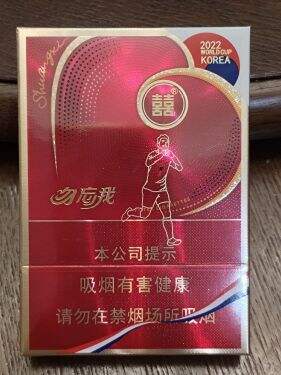 Shuangxi
2022
WORLD CUP
KOREA
囍
®
勿忘我
本公司提示
吸烟有害健康
请勿在禁烟场所吸烟